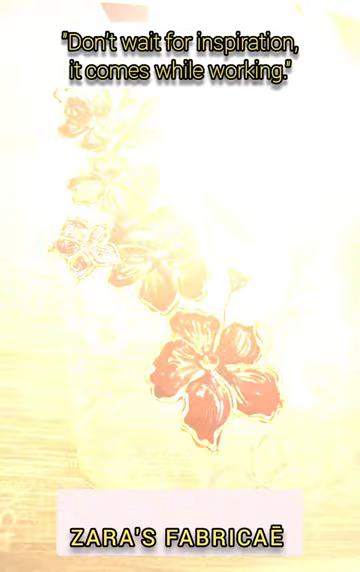 "Don't wait for inspiration,
it comes while working."
ZARA'S FABRICAĒ